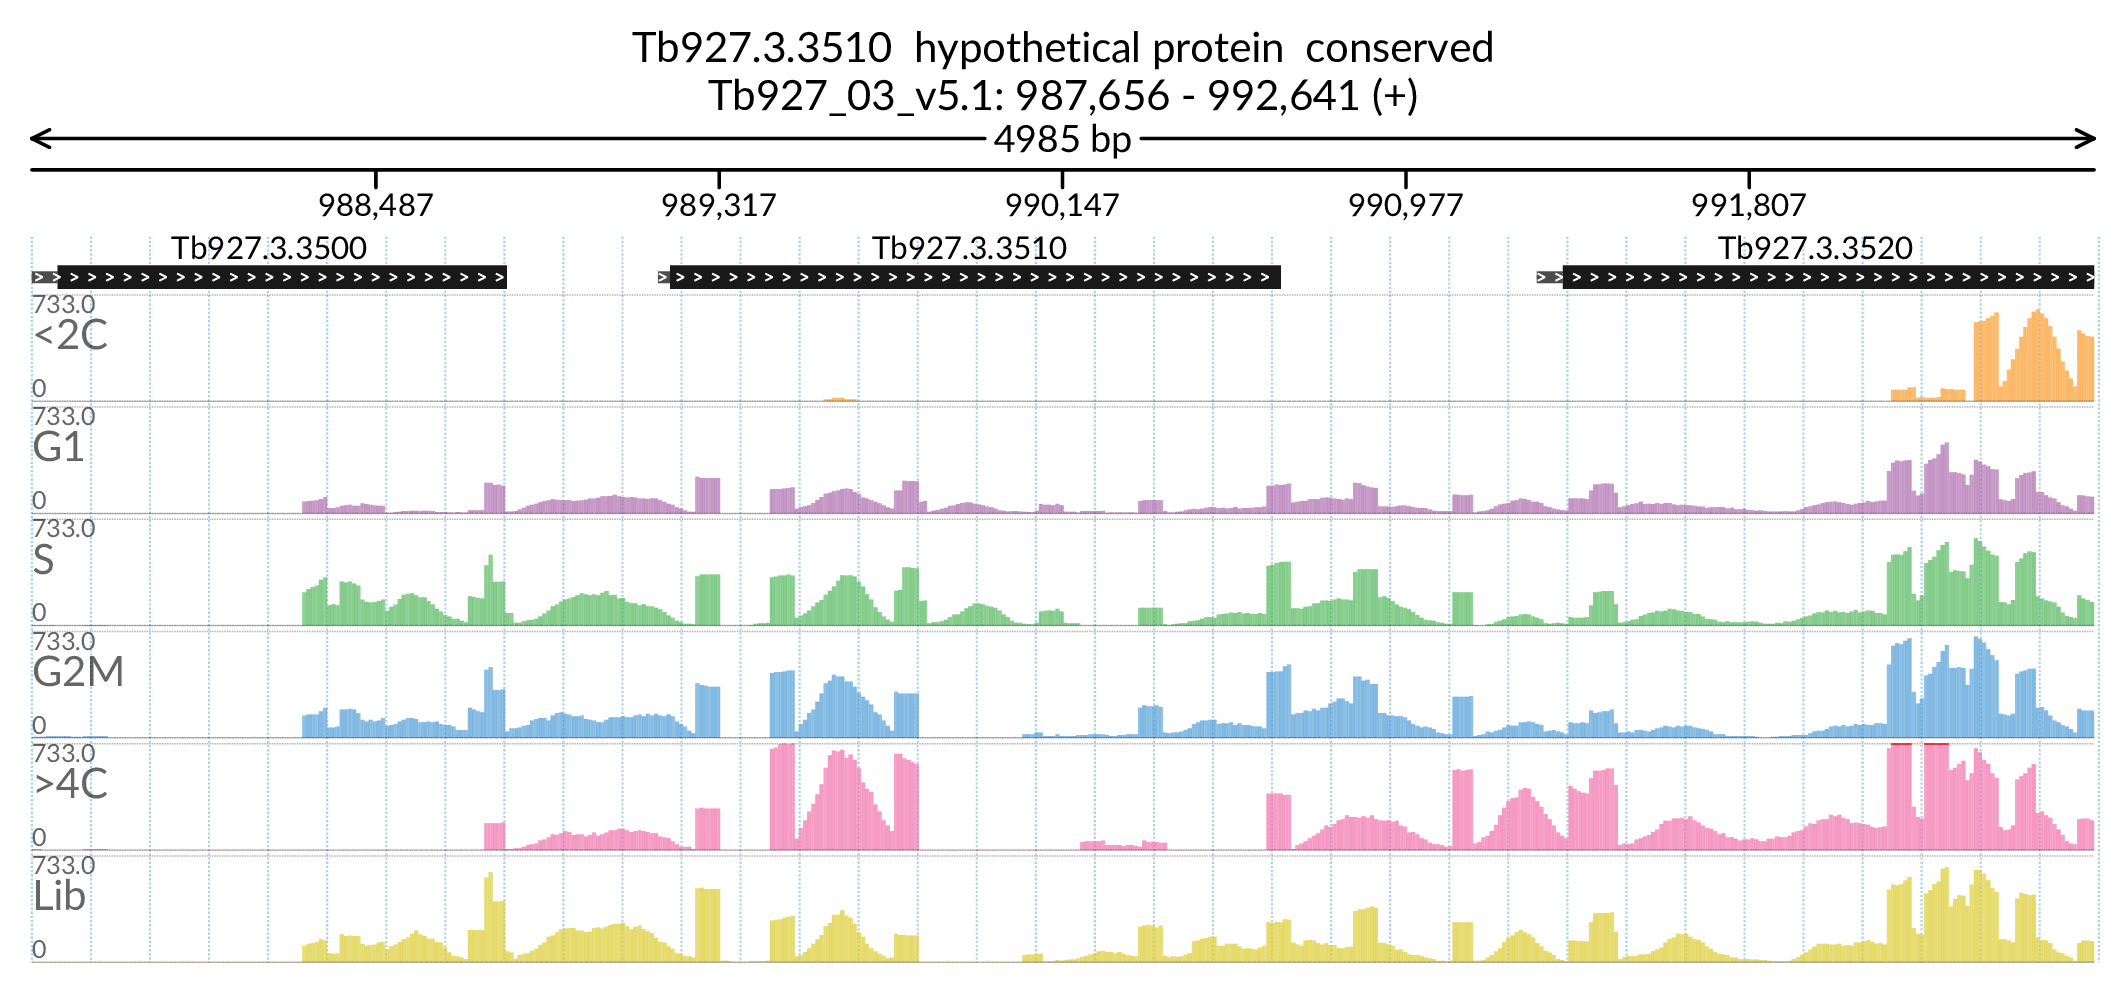 Tb927.3.3510  hypothetical protein  conserved
Tb927_03_v5.1: 987,656 - 992,641 (+)
4985 bp
988,487 989,317 990,147 990,977 991,807
Tb927.3.3500 Tb927.3.3510 Tb927.3.3520
733.0
<2C
0
733.0
G1
0
733.0
S
0
733.0
G2M
0
733.0
>4C
0
733.0
Lib
0